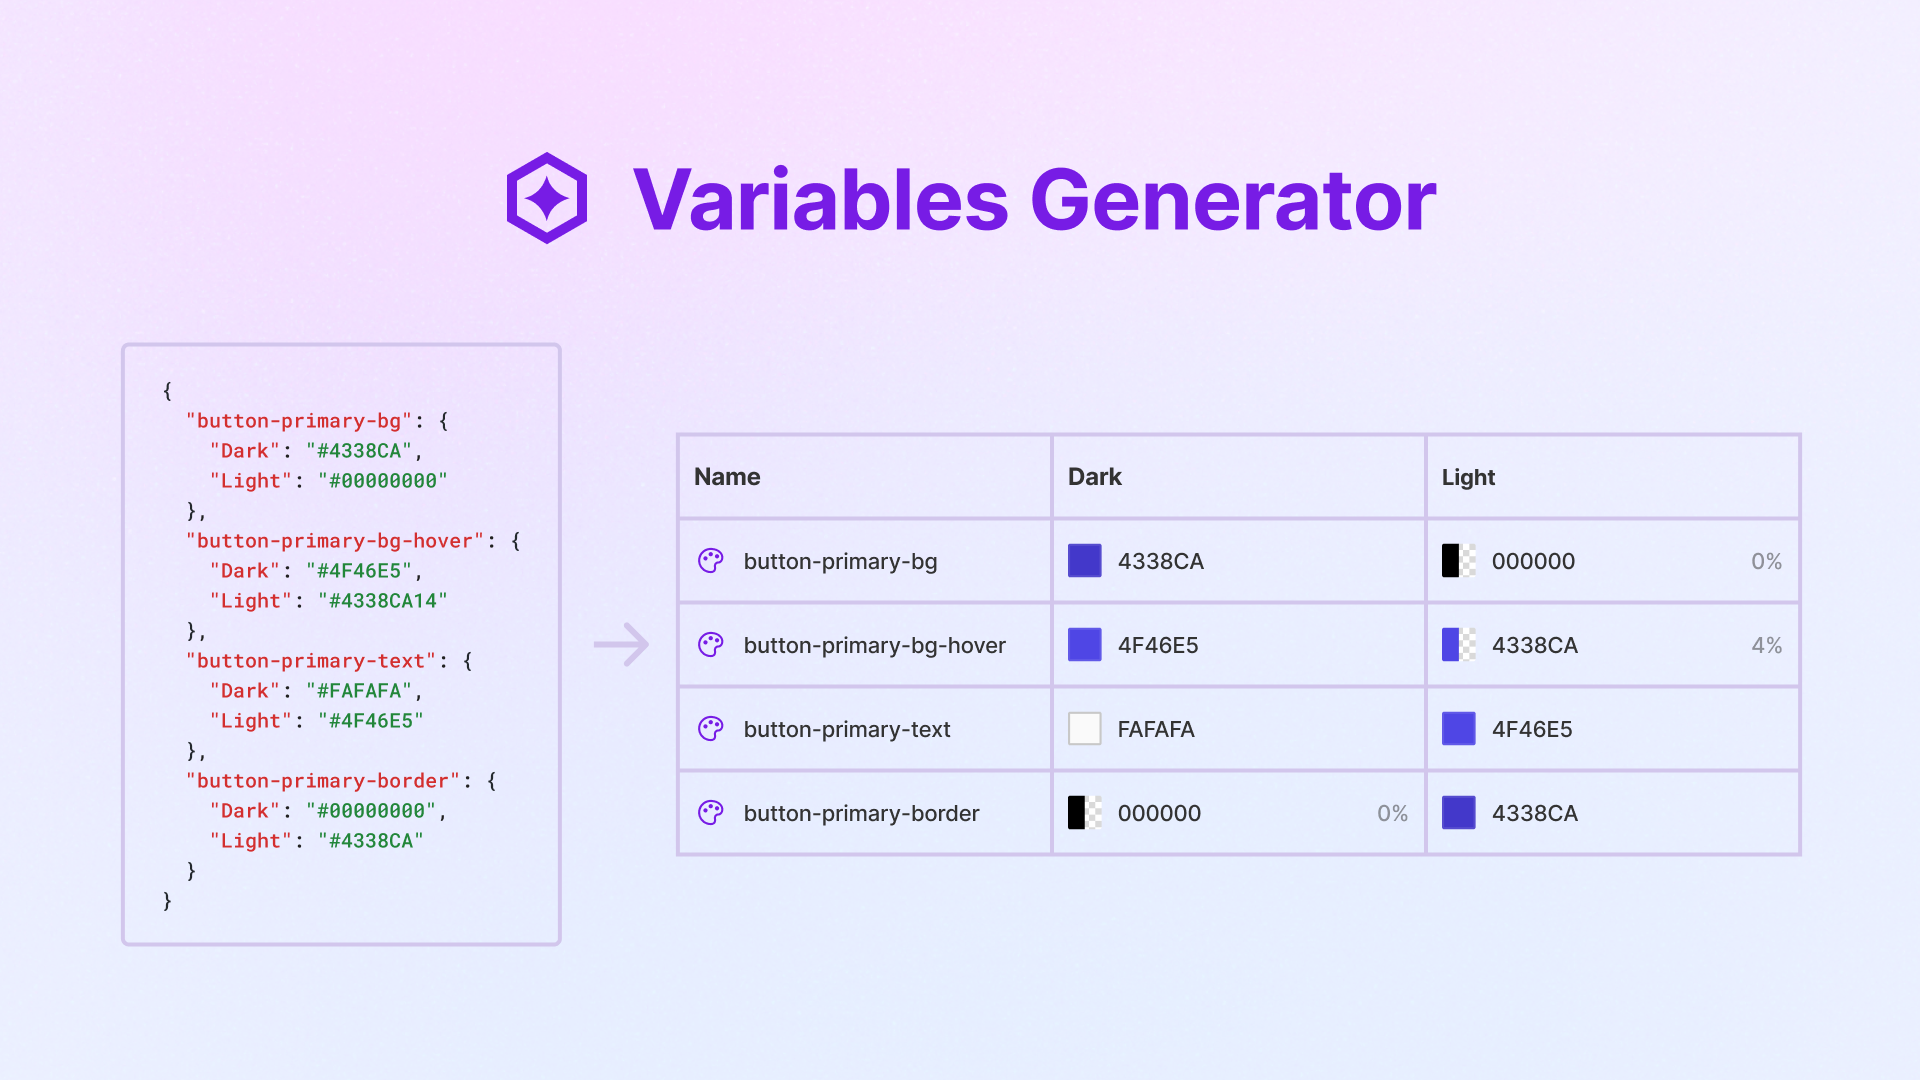 Variables Generator
{
"button-primary-bg": {
"Dark": "#4338CA",
"Light": "#00000000"
},
"button-primary-bg-hover": {
"Dark": "#4F46E5",
"Light": "#4338CA14"
},
"button-primary-text": {
"Dark": "#FAFAFA",
"Light": "#4F46E5"
},
"button-primary-border": {
"Dark": "#00000000",
"Light": "#4338CA"
}
}
Name Dark Light
button-primary-bg 4338CA 000000 0%
button-primary-bg-hover 4F46E5 4338CA 4%
button-primary-text FAFAFA 4F46E5
button-primary-border 000000 0% 4338CA